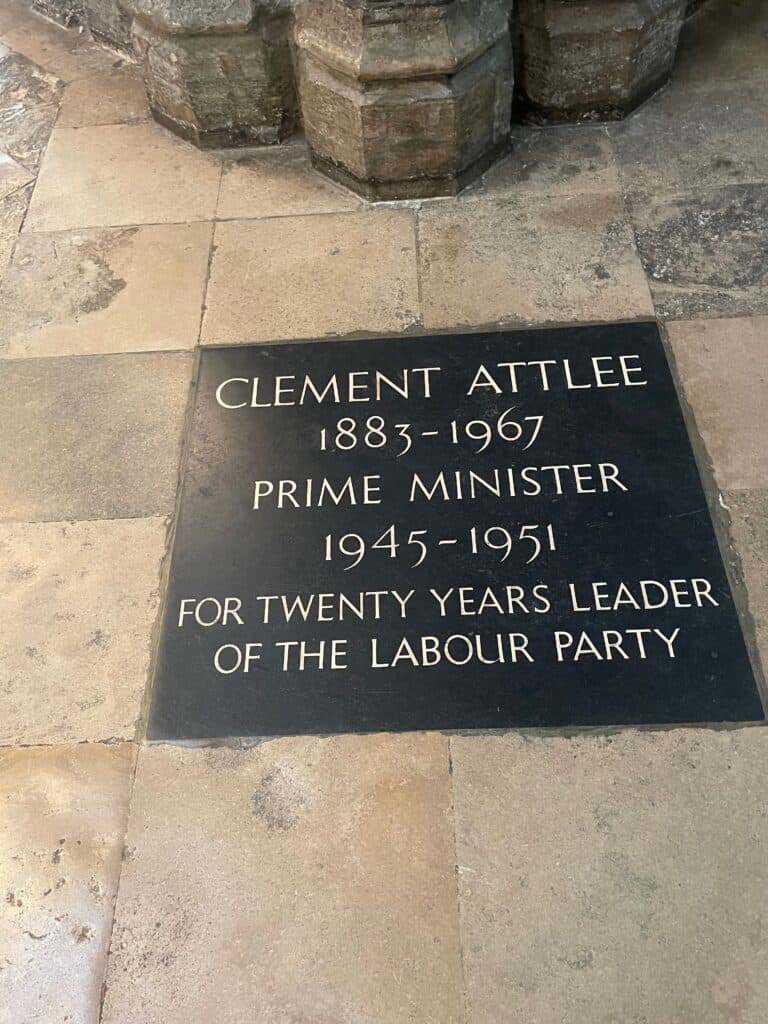 CLEMENT ATTLEE
1883-1967
PRIME MINISTER
1945-1951
FOR TWENTY YEARS LEADER
OF THE LABOUR PARTY